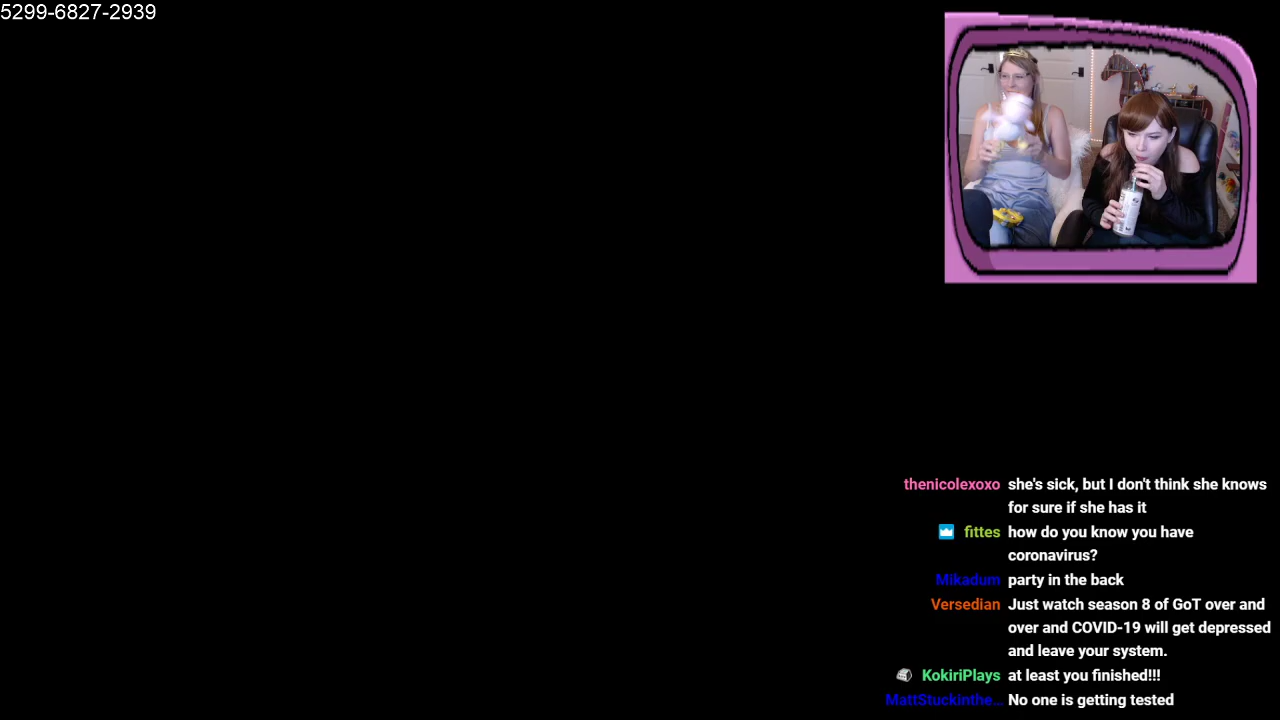 5299-6827-2939
thenicolexoxo she's sick, but I don't think she knows
for sure if she has it
fittes how do you know you have
coronavirus?
Mikadum party in the back
Versedian Just watch season 8 of GoT over and
over and COVID-19 will get depressed
and leave your system.
KokiriPlays at least you finished!!!
MattStuckinthe... No one is getting tested